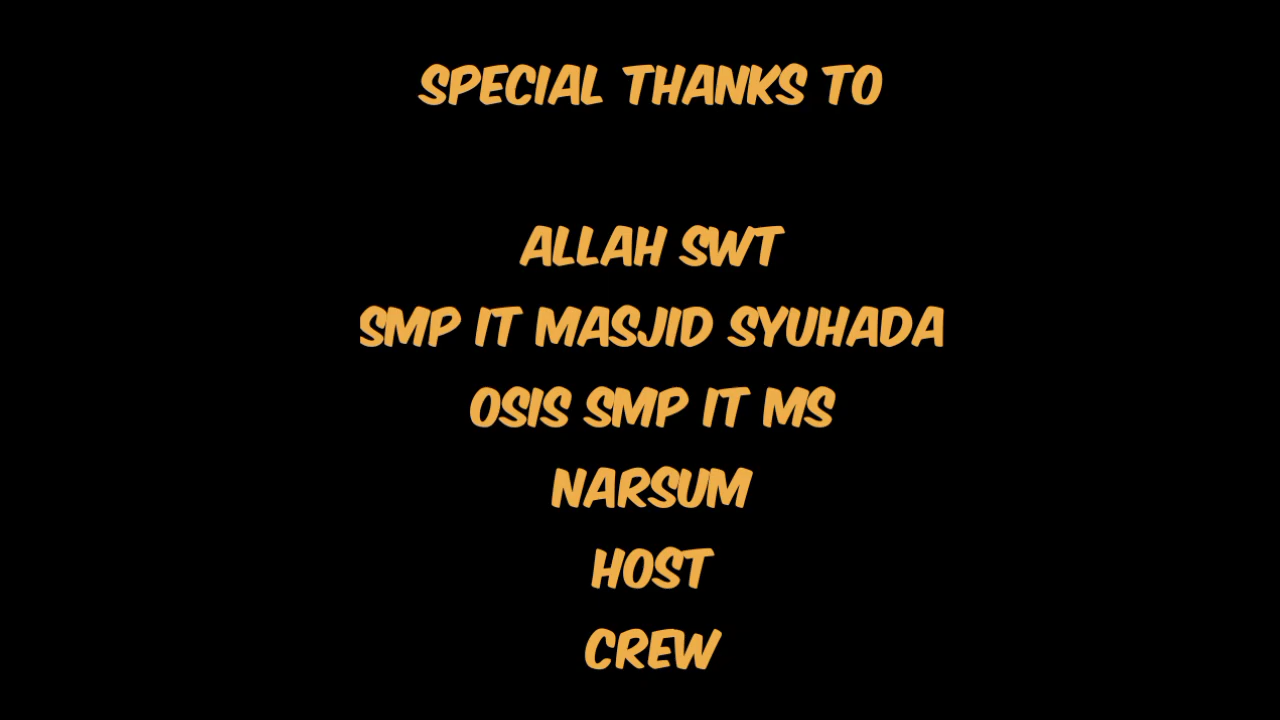 SPECIAL THANKS TO
ALLAH SWT
SMP IT MASJID SYUHADA
OSIS SMP IT MS
NARSUM
HOST
CREW